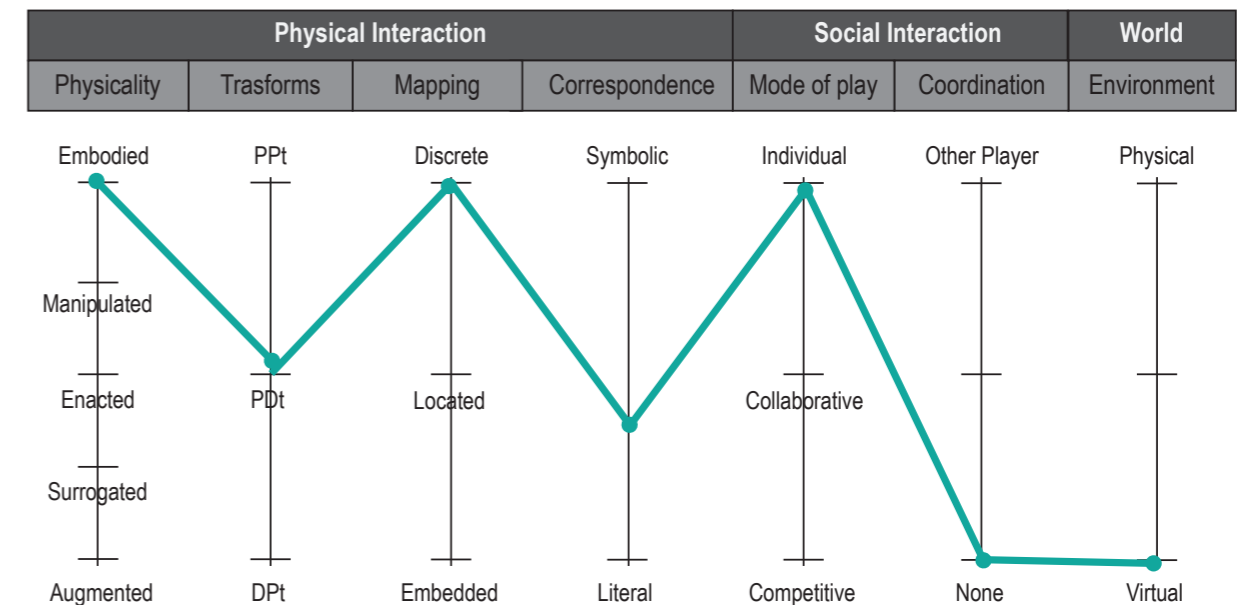 Physical Interaction Social Interaction World
Physicality Trasforms Mapping Correspondence Mode of play Coordination Environment
Embodied PPt Discrete Symbolic Individual Other Player Physical
Manipulated
Enacted PDt Located Collaborative
Surrogated
Augmented DPt Embedded Literal Competitive None Virtual